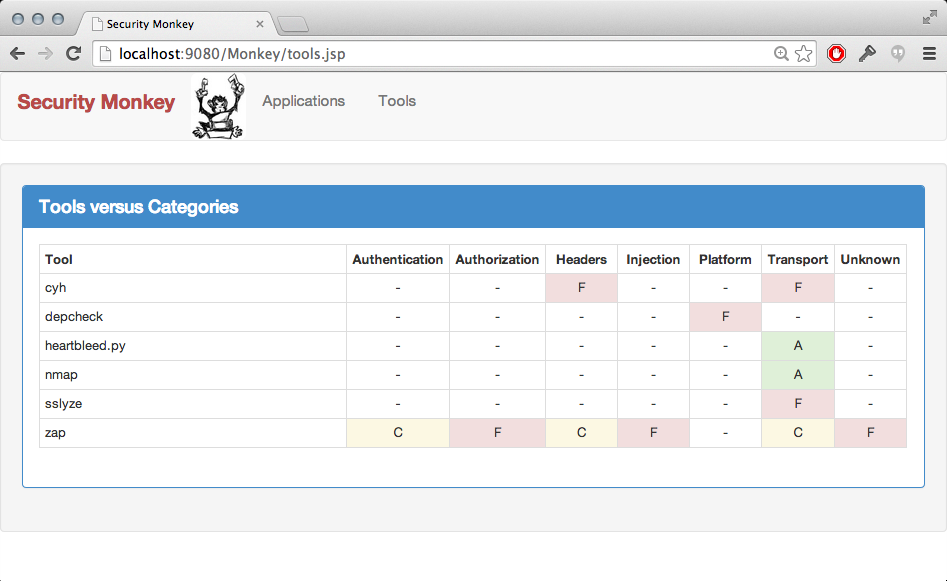 Security Monkey
localhost:9080/Monkey/tools.jsp
Security Monkey Applications Tools
Tools versus Categories
Tool Authentication Authorization Headers Injection Platform Transport Unknown
cyh - - F - - F -
depcheck - - - - F - -
heartbleed.py - - - - - A -
nmap - - - - - A -
sslyze - - - - - F -
zap C F C F - C F